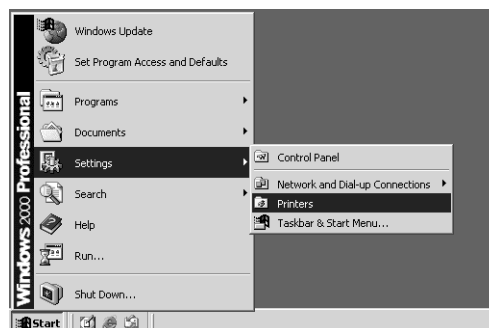 Windows Update
Set Program Access and Defaults
Programs
Documents
Settings
Search
Help
Run...
Shut Down...
Windows 2000 Professional
Control Panel
Network and Dial-up Connections
Printers
Taskbar & Start Menu...
Start